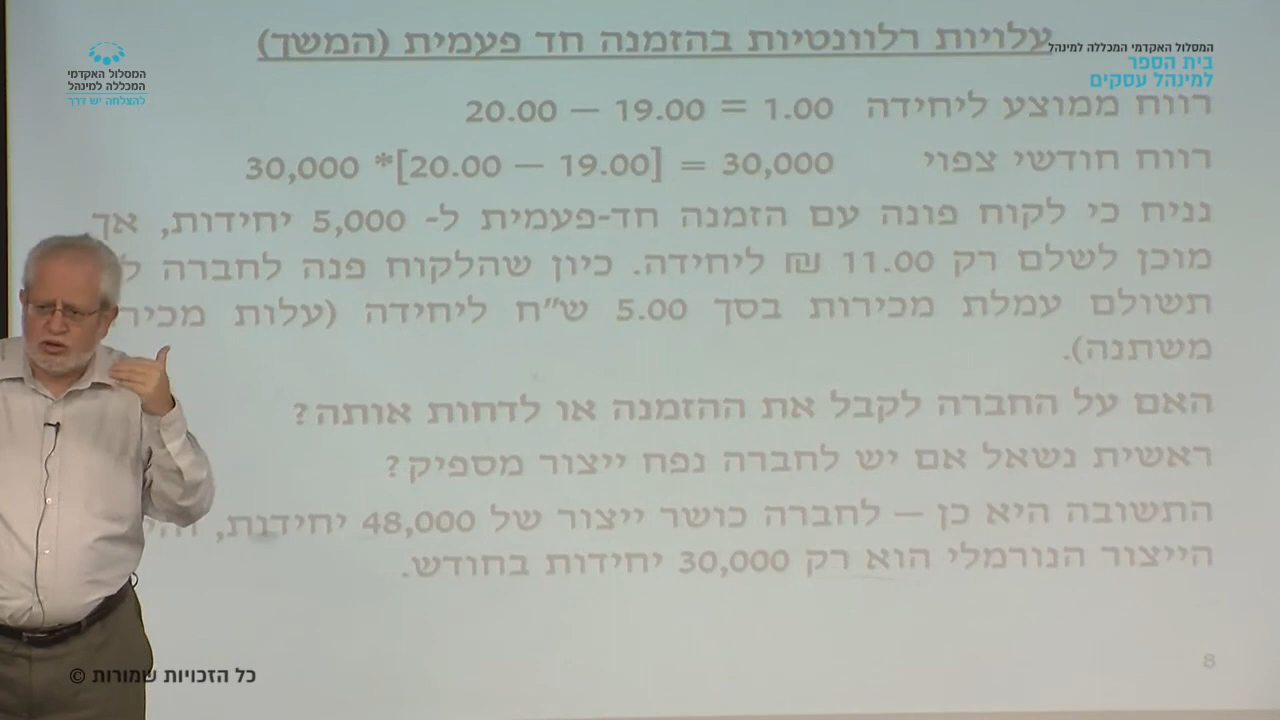 עלויות רלוונטיות בהזמנה חד פעמית (המשך)
המסלול האקדמי המכללה למינהל
בית הספר
למינהל עסקים
המסלול האקדמי
המכללה למינהל
להצלחה יש דרך
רווח ממוצע ליחידה 20.00 – 19.00 = 1.00
רווח חודשי צפוי 30,000 *[20.00 – 19.00] = 30,000
נניח כי לקוח פונה עם הזמנה חד-פעמית ל- 5,000 יחידות, אך
מוכן לשלם רק 11.00 ₪ ליחידה. כיון שהלקוח פנה לחברה
תשולם עמלת מכירות בסך 5.00 ש"ח ליחידה (עלות
משתנה).
האם על החברה לקבל את ההזמנה או לדחות אותה?
ראשית נשאל אם יש לחברה נפח ייצור מספיק?
התשובה היא כן – לחברה כושר ייצור של 48,000 יחידות,
הייצור הנורמלי הוא רק 30,000 יחידות בחודש.
8
כל הזכויות שמורות ©